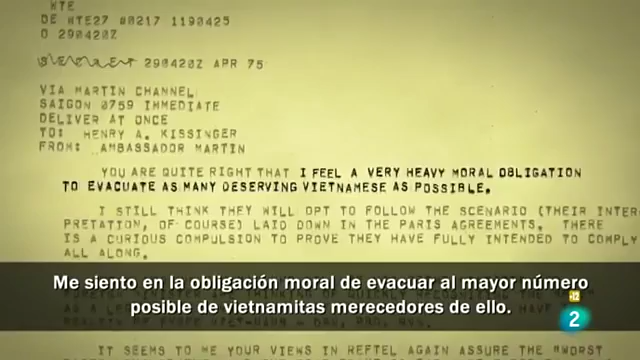 WTE
DE WTE27 #0217 1190425
O 290420Z
SECRET 290420Z APR 75
VIA MARTIN CHANNEL
SAIGON 0759 IMMEDIATE
DELIVER AT ONCE
TO: HENRY A. KISSINGER
FROM: AMBASSADOR MARTIN
YOU ARE QUITE RIGHT THAT I FEEL A VERY HEAVY MORAL OBLIGATION
TO EVACUATE AS MANY DESERVING VIETNAMESE AS POSSIBLE.
I STILL THINK THEY WILL OPT TO FOLLOW THE SCENARIO (THEIR INTER
PRETATION, OF COURSE) LAID DOWN IN THE PARIS AGREEMENTS. THERE
IS A CURIOUS COMPULSION TO PROVE THEY HAVE FULLY INTENDED TO COMPLY
ALL ALONG.
Me siento en la obligación moral de evacuar al mayor número
posible de vietnamitas merecedores de ello.
12
2
IT SEEMS TO ME YOUR VIEWS IN REFTEL AGAIN ASSURE THE "WORST